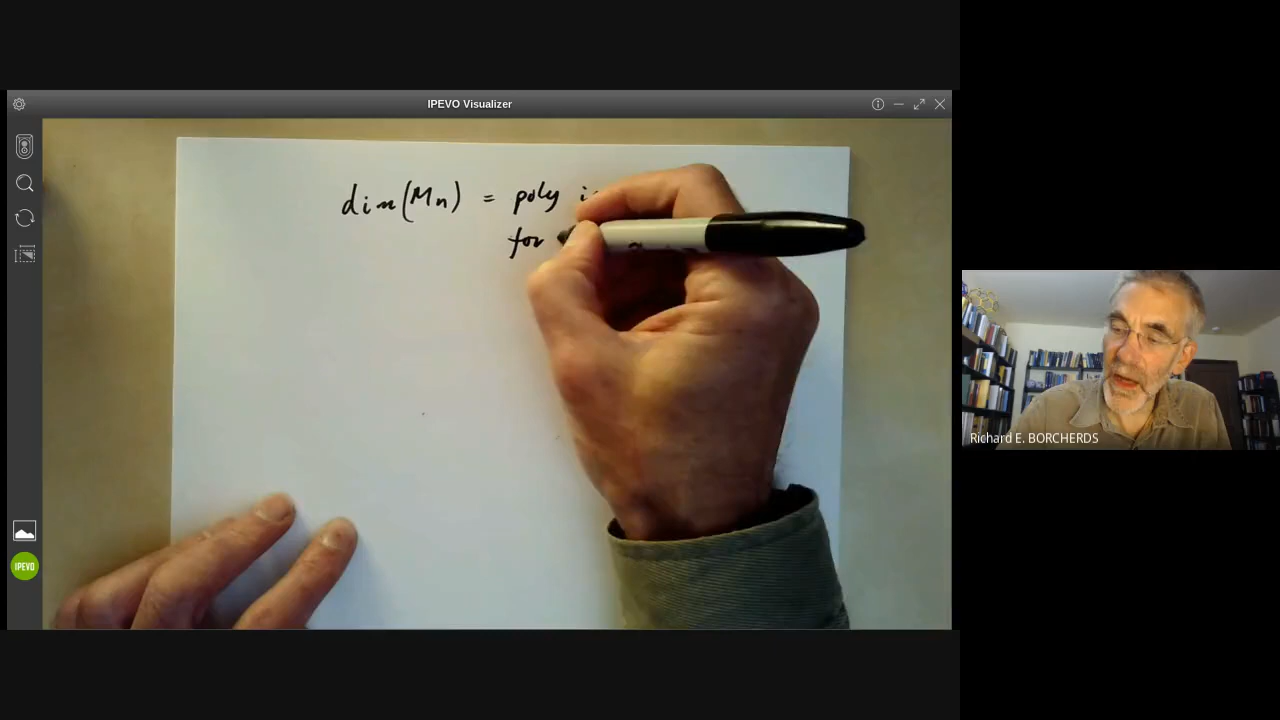 IPEVO Visualizer
dim(Mn) = poly i
for
IPEVO
Richard E. BORCHERDS